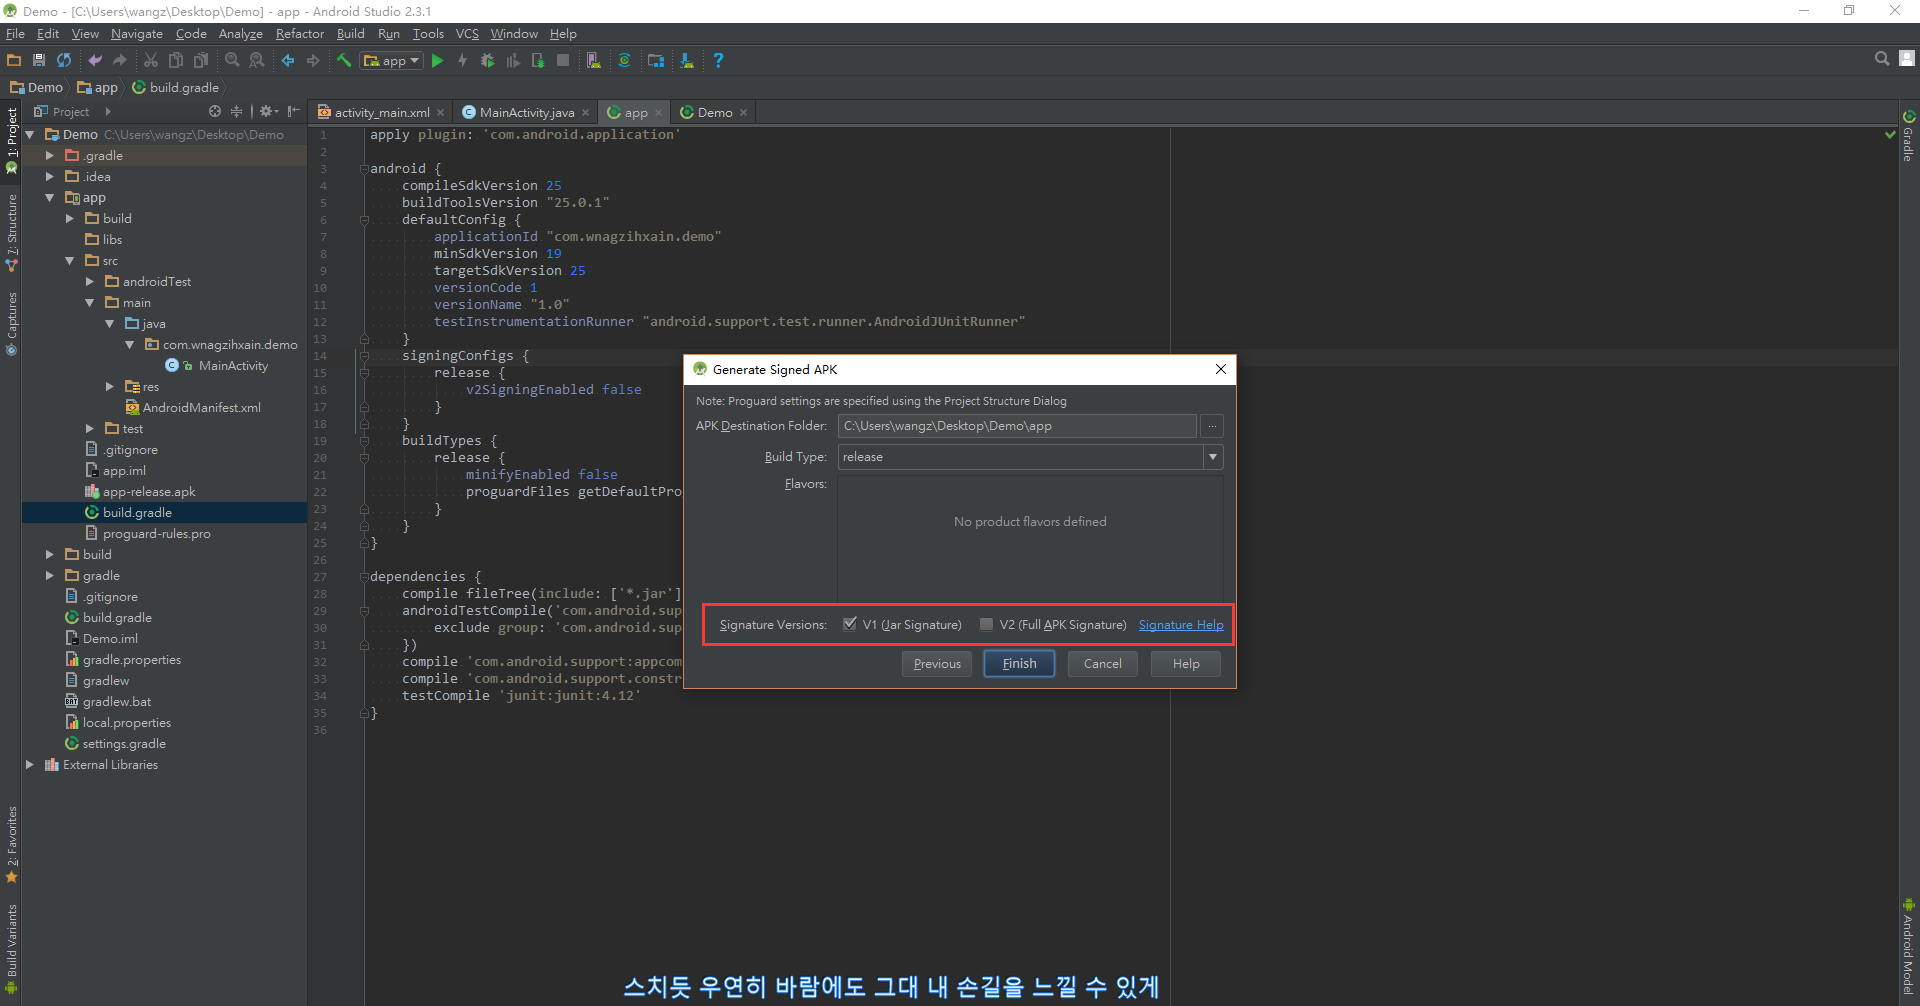 Demo - [C:\Users\wangz\Desktop\Demo] - app - Android Studio 2.3.1
File Edit View Navigate Code Analyze Refactor Build Run Tools VCS Window Help
app
Demo app build.gradle
Project
activity_main.xml MainActivity.java app Demo
1: Project
7: Structure
Captures
2: Favorites
Build Variants
Demo C:\Users\wangz\Desktop\Demo
.gradle
.idea
app
build
libs
src
androidTest
main
java
com.wnagzihxain.demo
MainActivity
res
AndroidManifest.xml
test
.gitignore
app.iml
app-release.apk
build.gradle
proguard-rules.pro
build
gradle
.gitignore
build.gradle
Demo.iml
gradle.properties
gradlew
gradlew.bat
local.properties
settings.gradle
External Libraries
1 apply plugin: 'com.android.application'
2
3 android {
4 compileSdkVersion 25
5 buildToolsVersion "25.0.1"
6 defaultConfig {
7 applicationId "com.wnagzihxain.demo"
8 minSdkVersion 19
9 targetSdkVersion 25
10 versionCode 1
11 versionName "1.0"
12 testInstrumentationRunner "android.support.test.runner.AndroidJUnitRunner"
13 }
14 signingConfigs {
15 release {
16 v2SigningEnabled false
17 }
18 }
19 buildTypes {
20 release {
21 minifyEnabled false
22 proguardFiles getDefaultPro
23 }
24 }
25 }
26
27 dependencies {
28 compile fileTree(include: ['*.jar']
29 androidTestCompile('com.android.sup
30 exclude group: 'com.android.sup
31 })
32 compile 'com.android.support:appcom
33 compile 'com.android.support.constr
34 testCompile 'junit:junit:4.12'
35 }
36
Generate Signed APK
Note: Proguard settings are specified using the Project Structure Dialog
APK Destination Folder: C:\Users\wangz\Desktop\Demo\app ...
Build Type: release
Flavors:
No product flavors defined
Signature Versions: V1 (Jar Signature) V2 (Full APK Signature) Signature Help
Previous Finish Cancel Help
Gradle
Android Model
스치듯 우연히 바람에도 그대 내 손길을 느낄 수 있게